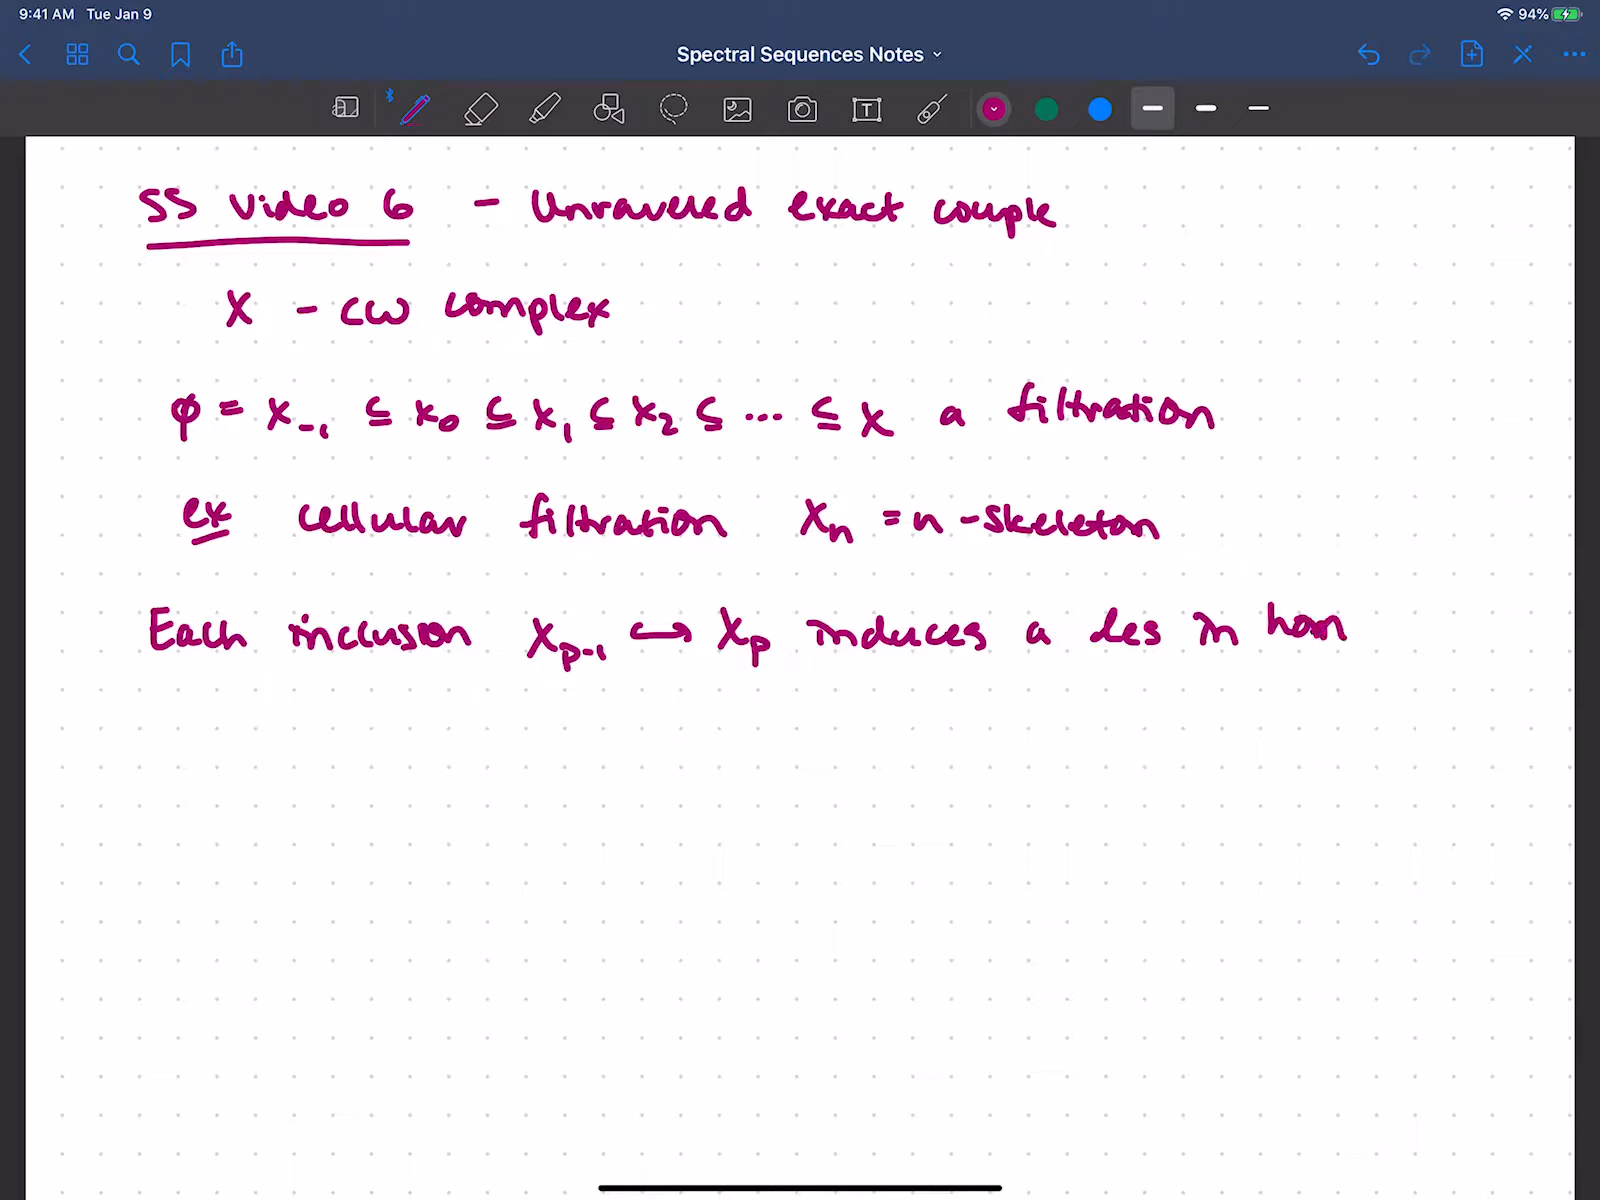 9:41 AM Tue Jan 9 94%
Spectral Sequences Notes
T
SS Video 6 - Unraveled exact couple
X - CW complex
∅ = X₋₁ ⊆ X₀ ⊆ X₁ ⊆ X₂ ⊆ ... ⊆ X a filtration
ex cellular filtration Xₙ = n-skeleton
Each inclusion Xₚ₋₁ ↪ Xₚ induces a les in hom